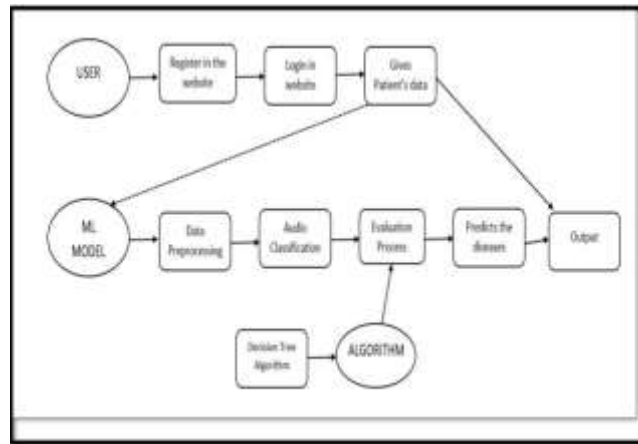 USER
Register in the
website
Login in
website
Gives
Patient's data
ML
MODEL
Data
Preprocessing
Audio
Classification
Evaluation
Process
Predicts the
diseases
Output
Decision Tree
Algorithm
ALGORITHM